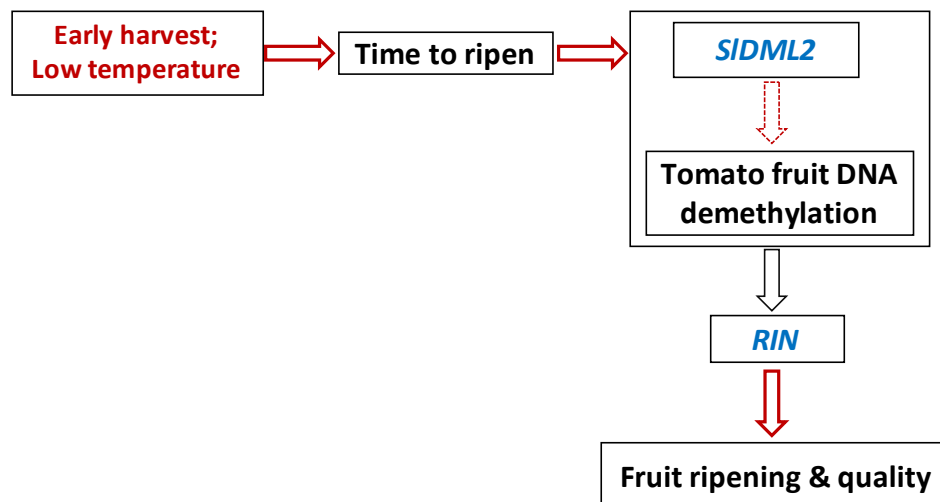 Early harvest;
Low temperature
Time to ripen
SlDML2
Tomato fruit DNA
demethylation
RIN
Fruit ripening & quality